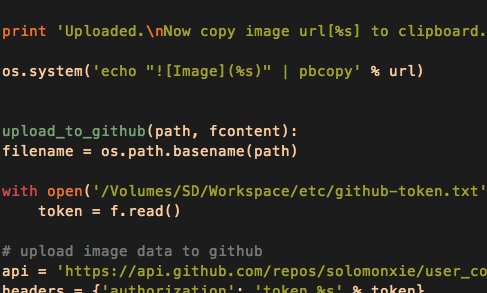 print 'Uploaded.\nNow copy image url[%s] to clipboard.
os.system('echo "![Image](%s)" | pbcopy' % url)
upload_to_github(path, fcontent):
filename = os.path.basename(path)
with open('/Volumes/SD/Workspace/etc/github-token.txt'
    token = f.read()
# upload image data to github
api = 'https://api.github.com/repos/solomonxie/user_co
headers = {'authorization': 'token %s' % token}